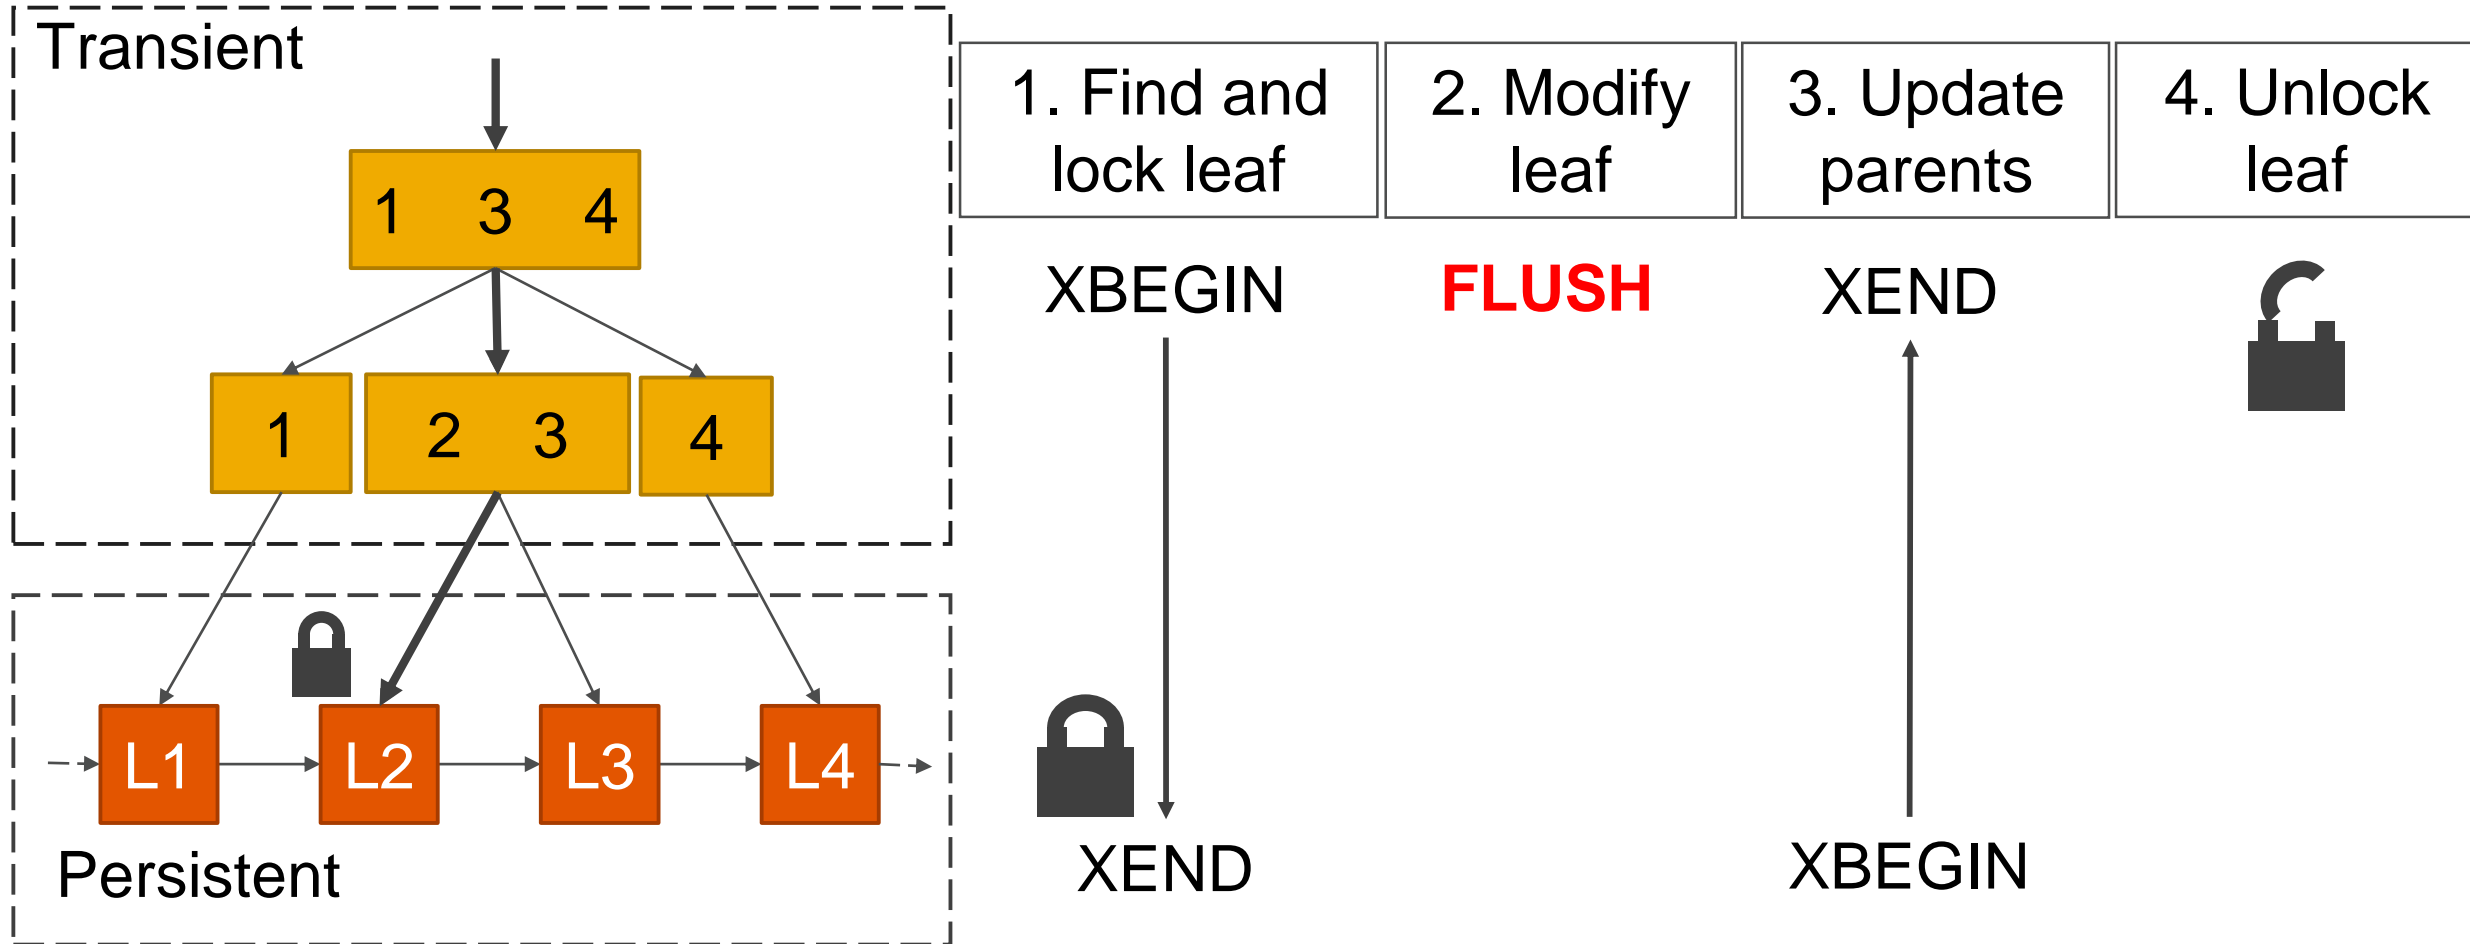 Transient
1 3 4
1
2 3
4
L1
L2
L3
L4
Persistent
1. Find and
lock leaf
2. Modify
leaf
3. Update
parents
4. Unlock
leaf
XBEGIN
FLUSH
XEND
XEND
XBEGIN